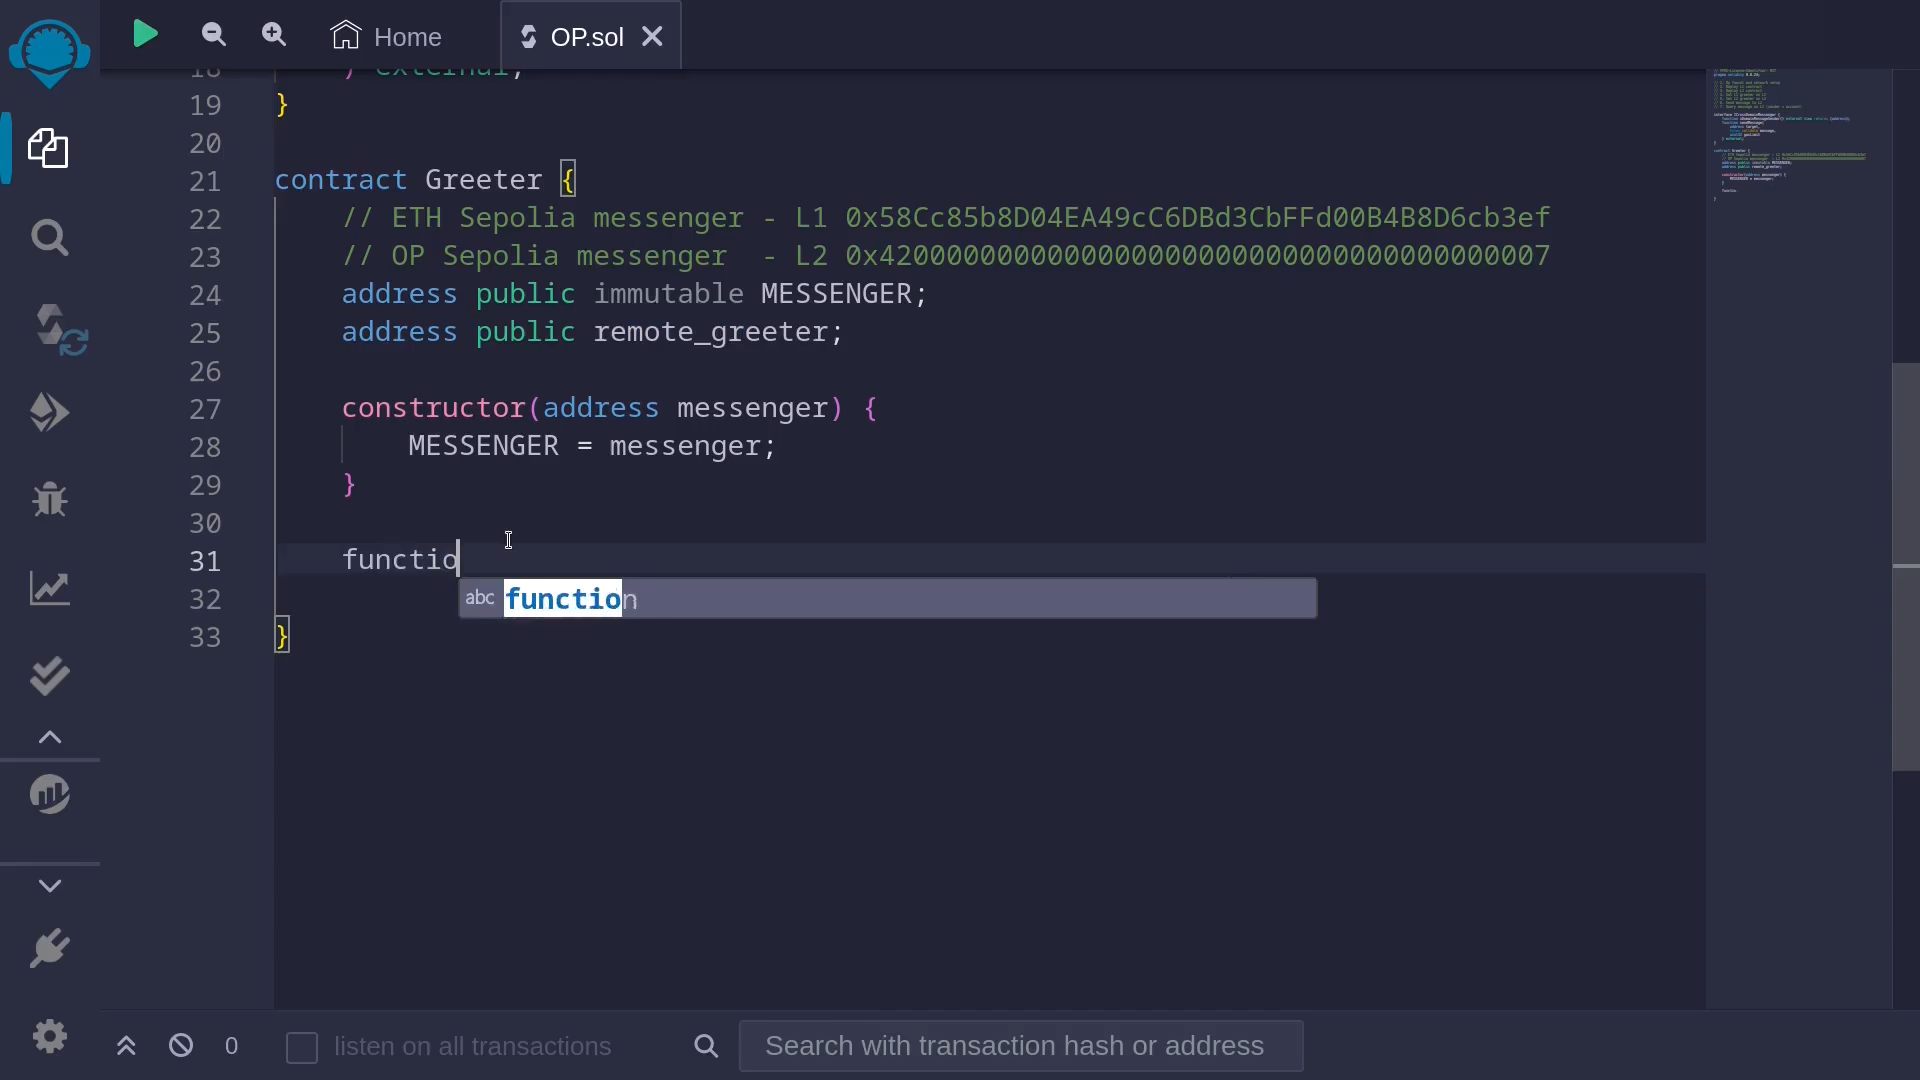 Home
OP.sol
18 ) external;
19 }
20
21 contract Greeter {
22 // ETH Sepolia messenger - L1 0x58Cc85b8D04EA49cC6DBd3CbFFd00B4B8D6cb3ef
23 // OP Sepolia messenger  - L2 0x4200000000000000000000000000000000000007
24 address public immutable MESSENGER;
25 address public remote_greeter;
26
27 constructor(address messenger) {
28 MESSENGER = messenger;
29 }
30
31 functio
abc function
32
33 }
0
listen on all transactions
Search with transaction hash or address